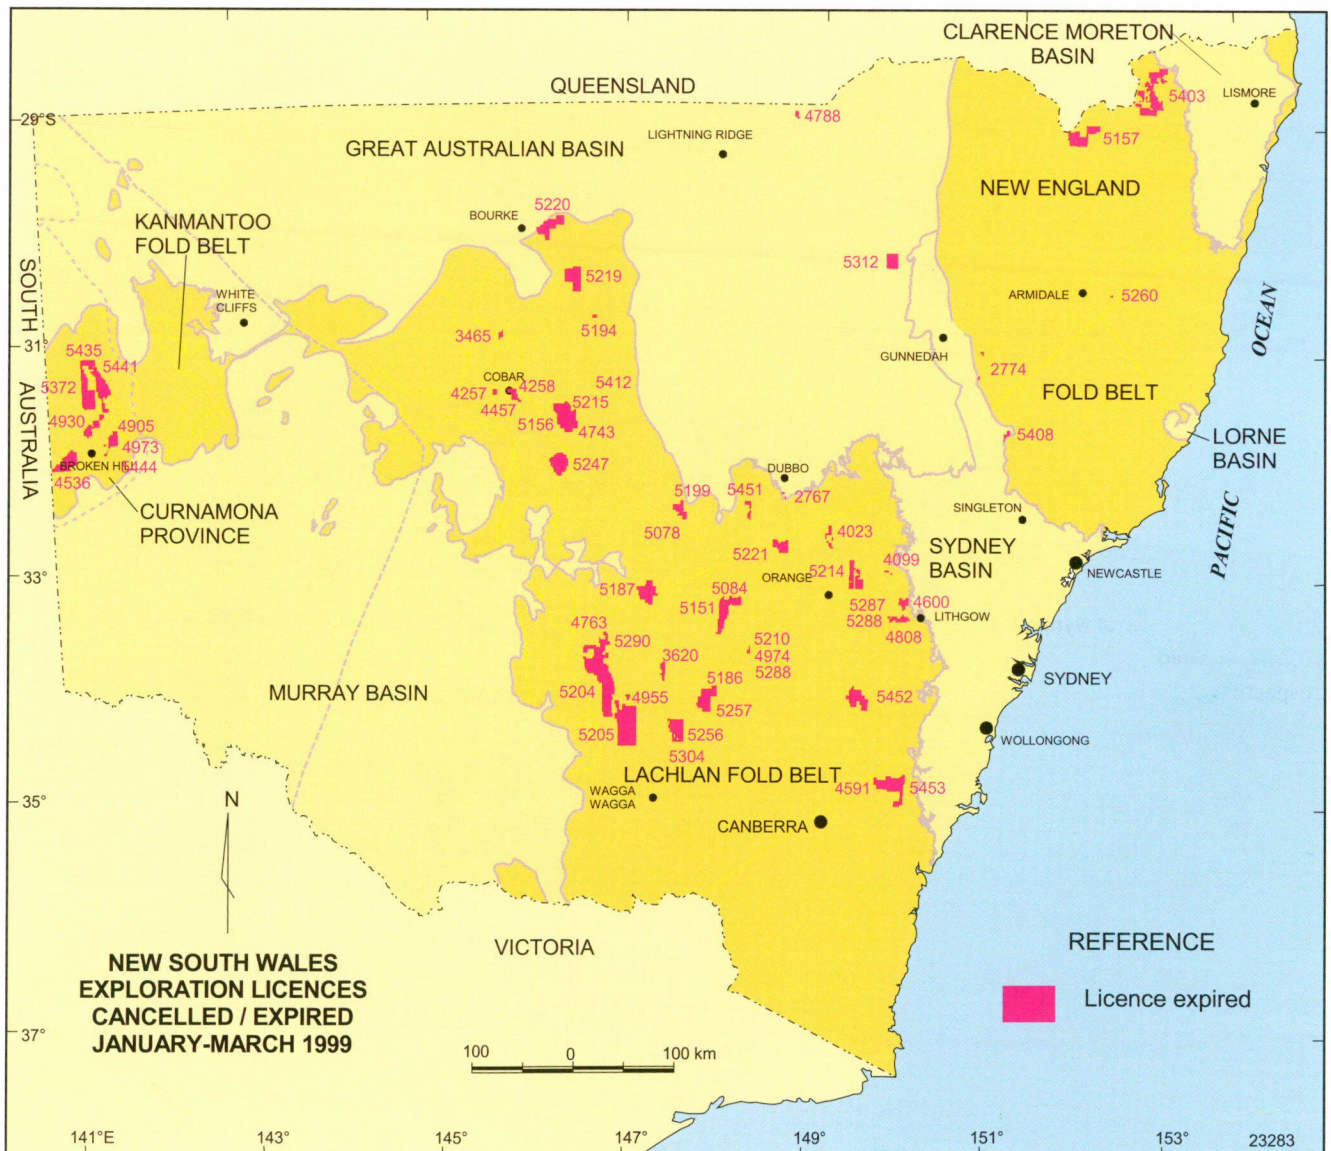 CLARENCE MORETON
BASIN
QUEENSLAND
LISMORE
5403
29°S
4788
LIGHTNING RIDGE
5157
GREAT AUSTRALIAN BASIN
NEW ENGLAND
5220
BOURKE
KANMANTOO
FOLD BELT
5312
5219
SOUTH AUSTRALIA
WHITE
CLIFFS
ARMIDALE
5260
PACIFIC OCEAN
3465
5194
31°
5435
5441
GUNNEDAH
2774
5372
COBAR
4257
4258
5412
4457
5215
FOLD BELT
5156
4743
4930
4905
4973
5408
LORNE
BASIN
BROKEN HILL
5444
4536
5247
DUBBO
CURNAMONA
PROVINCE
5199
5451
2767
SINGLETON
5078
4023
5221
SYDNEY
BASIN
4099
33°
5214
NEWCASTLE
ORANGE
5187
5084
5151
5287
4600
5288
LITHGOW
4808
4763
5290
5210
3620
4974
5288
SYDNEY
MURRAY BASIN
5204
4955
5186
5452
5257
5205
5256
WOLLONGONG
5304
LACHLAN FOLD BELT
4591
5453
WAGGA
WAGGA
35°
N
CANBERRA
VICTORIA
REFERENCE
Licence expired
NEW SOUTH WALES
EXPLORATION LICENCES
CANCELLED / EXPIRED
JANUARY-MARCH 1999
37°
100 0 100 km
141°E 143° 145° 147° 149° 151° 153° 23283